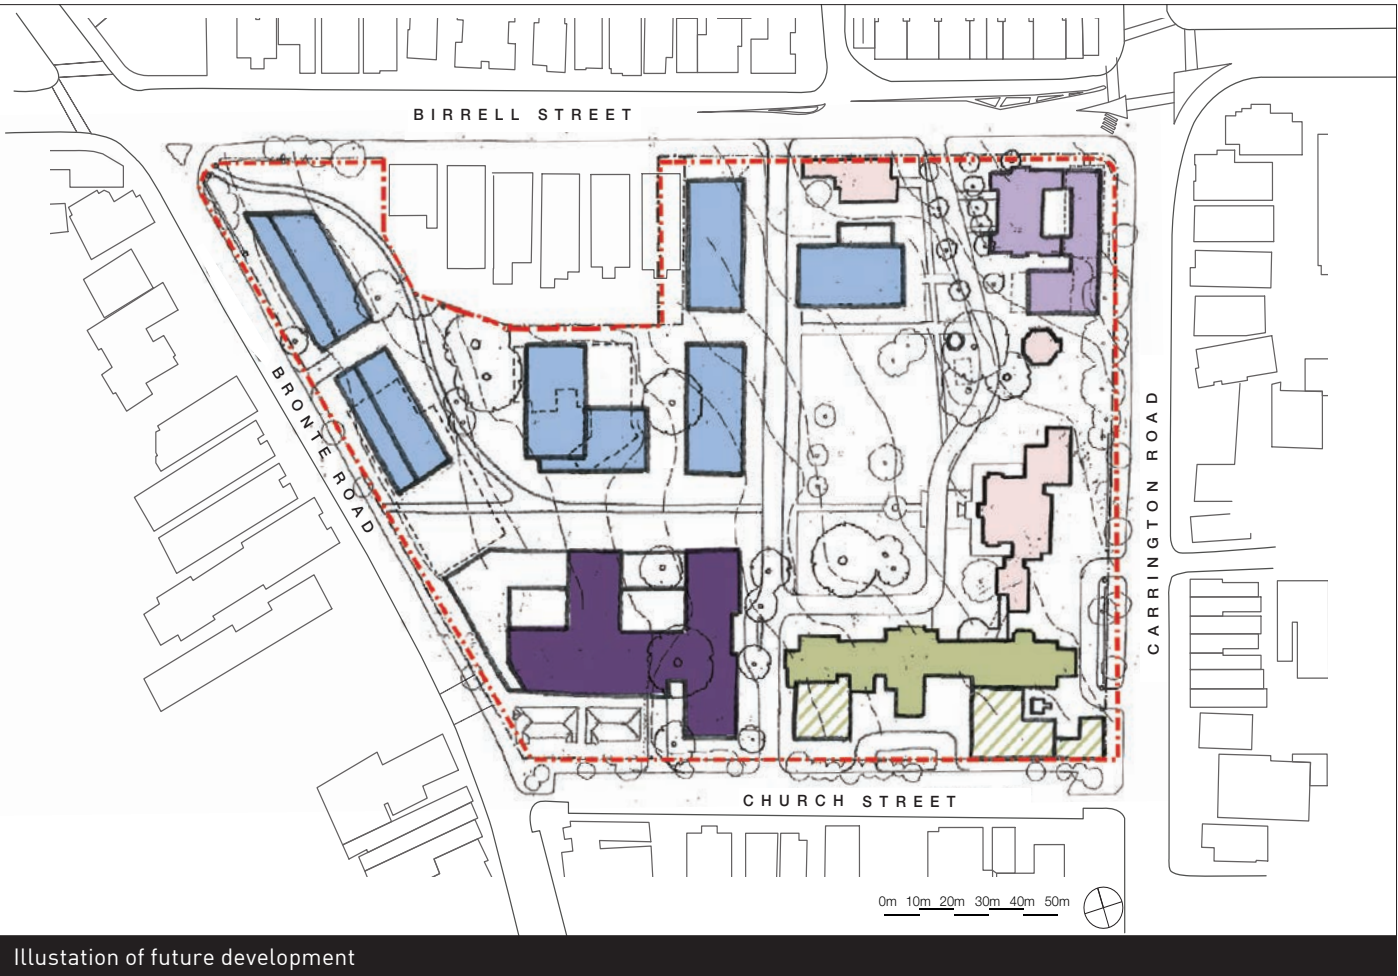 BIRRELL STREET
BRONTE ROAD
CARRINGTON ROAD
CHURCH STREET
0m 10m 20m 30m 40m 50m
Illustation of future development